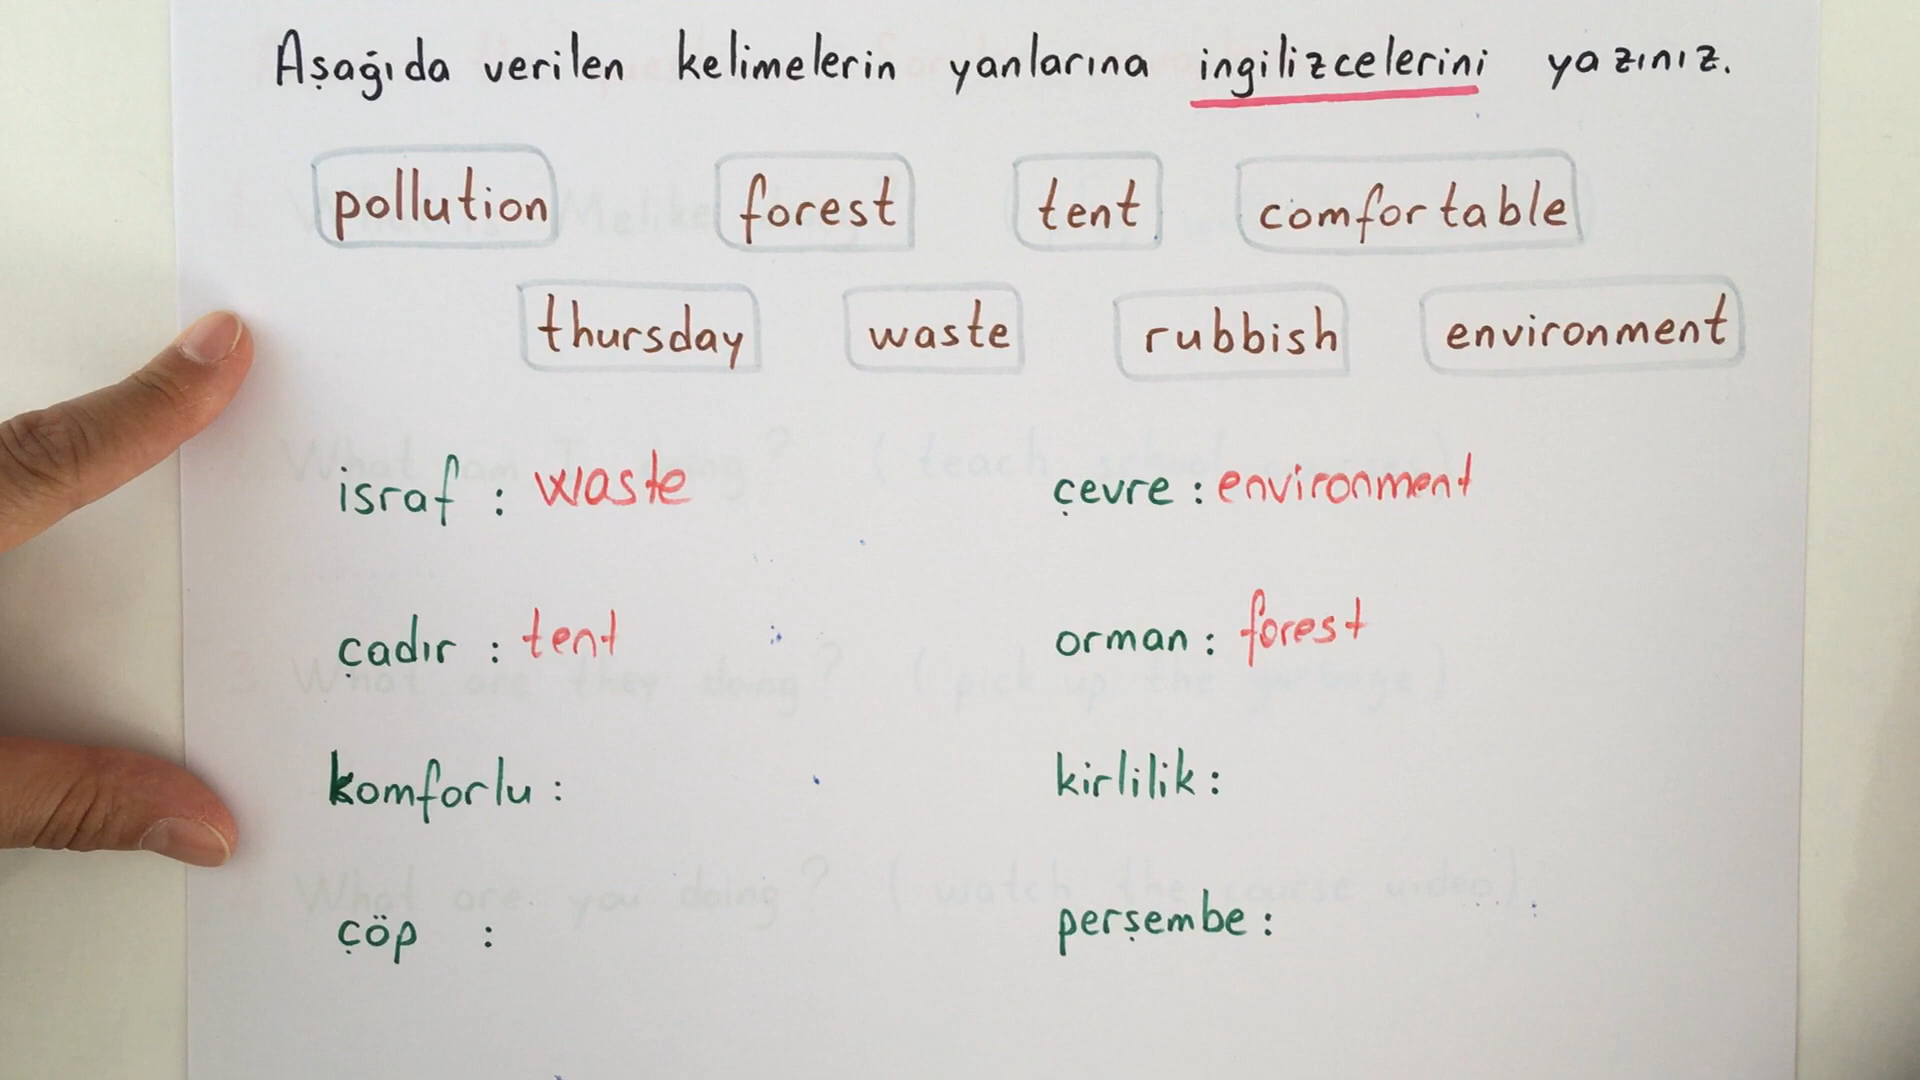 Aşağıda verilen kelimelerin yanlarına ingilizcelerini yazınız.
pollution forest tent comfortable
thursday waste rubbish environment
israf : waste
çevre : environment
çadır : tent
orman : forest
komforlu :
kirlilik :
çöp :
perşembe :